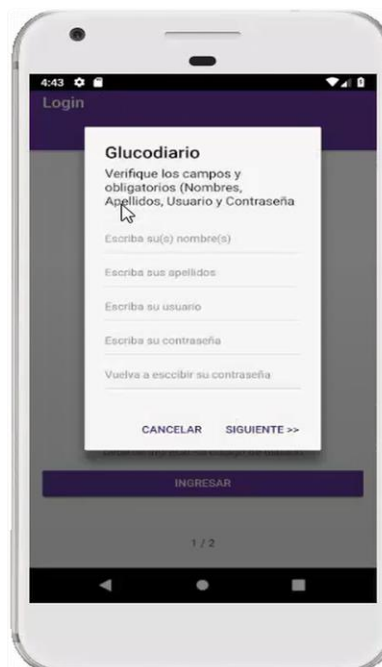 4:43
Login
Glucodiario
Verifique los campos y
obligatorios (Nombres,
Apellidos, Usuario y Contraseña
Escriba su(s) nombre(s)
Escriba sus apellidos
Escriba su usuario
Escriba su contraseña
Vuelva a esccibir su contraseña
CANCELAR SIGUIENTE >>
INGRESAR
1 / 2